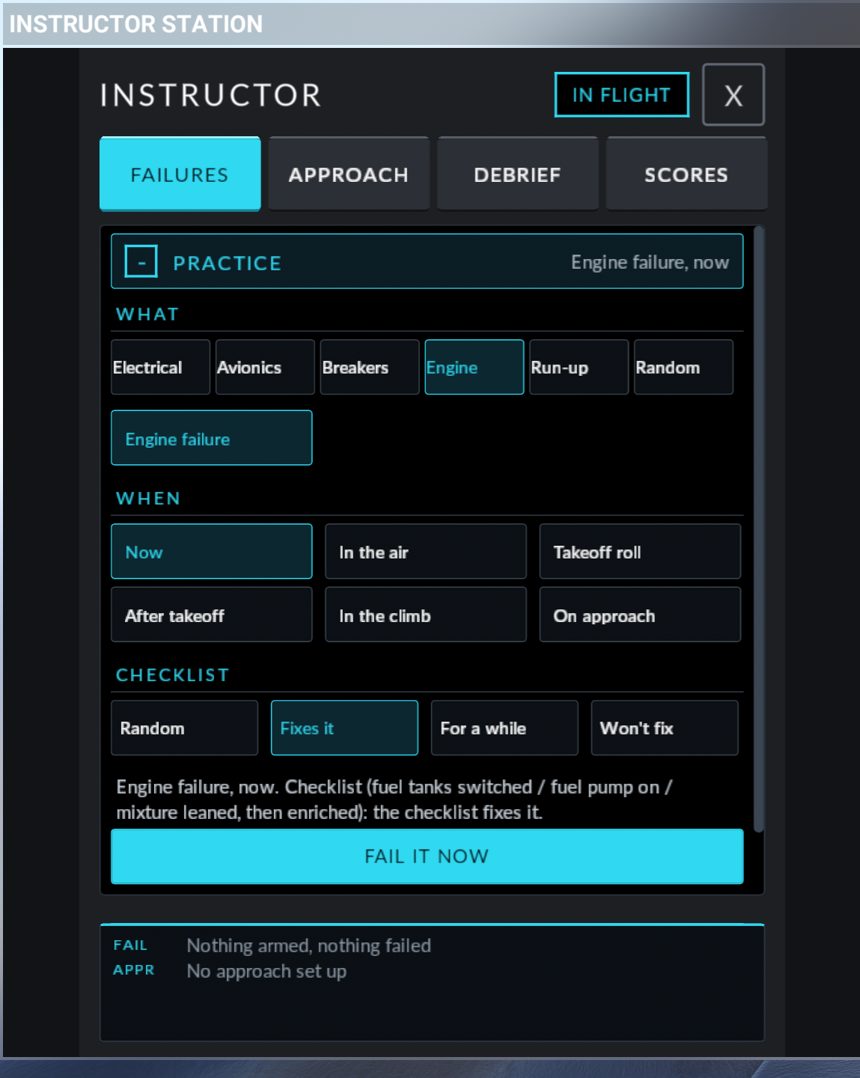 INSTRUCTOR STATION
INSTRUCTOR
IN FLIGHT
X
FAILURES
APPROACH
DEBRIEF
SCORES
- PRACTICE
Engine failure, now
WHAT
Electrical
Avionics
Breakers
Engine
Run-up
Random
Engine failure
WHEN
Now
In the air
Takeoff roll
After takeoff
In the climb
On approach
CHECKLIST
Random
Fixes it
For a while
Won't fix
Engine failure, now. Checklist (fuel tanks switched / fuel pump on /
mixture leaned, then enriched): the checklist fixes it.
FAIL IT NOW
FAIL Nothing armed, nothing failed
APPR No approach set up